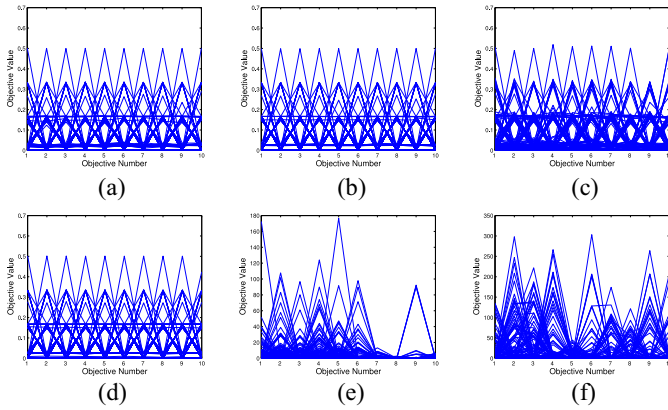 0.7 0.7 0.7
0.6 0.6 0.6
0.5 0.5 0.5
0.4 0.4 0.4
0.3 0.3 0.3
0.2 0.2 0.2
0.1 0.1 0.1
0 0 0
Objective Value Objective Value Objective Value
1 2 3 4 5 6 7 8 9 10 1 2 3 4 5 6 7 8 9 10 1 2 3 4 5 6 7 8 9 10
Objective Number Objective Number Objective Number
(a) (b) (c)
0.7 180 350
0.6 160 300
0.5 140 250
0.4 120 200
0.3 100 150
0.2 80 100
0.1 60 50
0 40 0
20
0
Objective Value Objective Value Objective Value
1 2 3 4 5 6 7 8 9 10 1 2 3 4 5 6 7 8 9 10 1 2 3 4 5 6 7 8 9 10
Objective Number Objective Number Objective Number
(d) (e) (f)